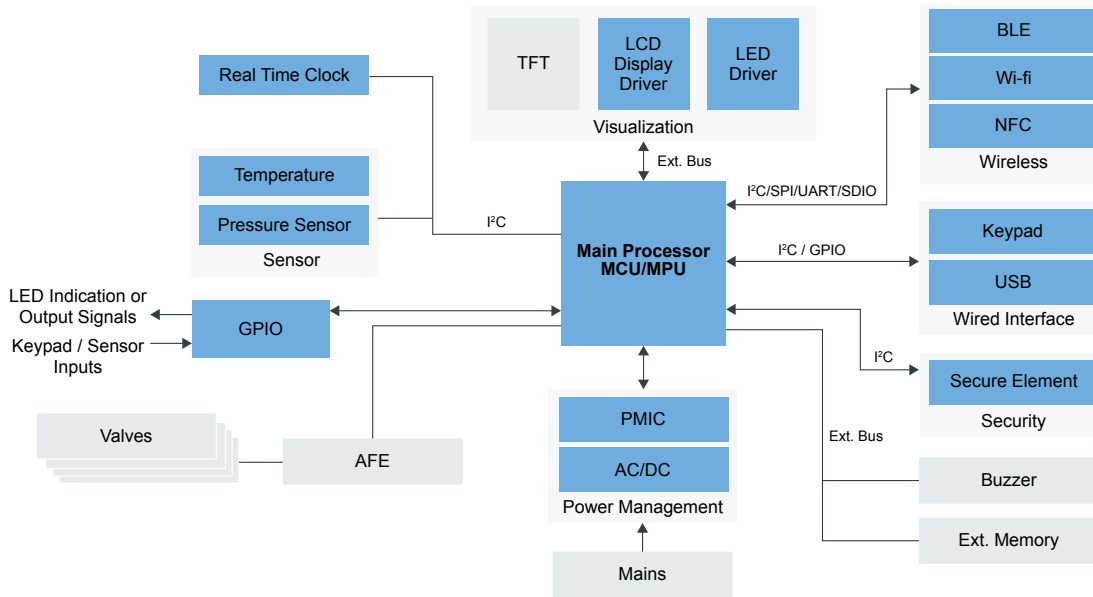 Real Time Clock
Temperature
Pressure Sensor
Sensor
I²C
TFT
LCD
Display
Driver
LED
Driver
Visualization
Ext. Bus
BLE
Wi-fi
NFC
Wireless
I²C/SPI/UART/SDIO
Main Processor
MCU/MPU
I²C / GPIO
Keypad
USB
Wired Interface
LED Indication or
Output Signals
Keypad / Sensor
Inputs
GPIO
I²C
Secure Element
Security
Valves
AFE
PMIC
AC/DC
Power Management
Mains
Ext. Bus
Buzzer
Ext. Memory